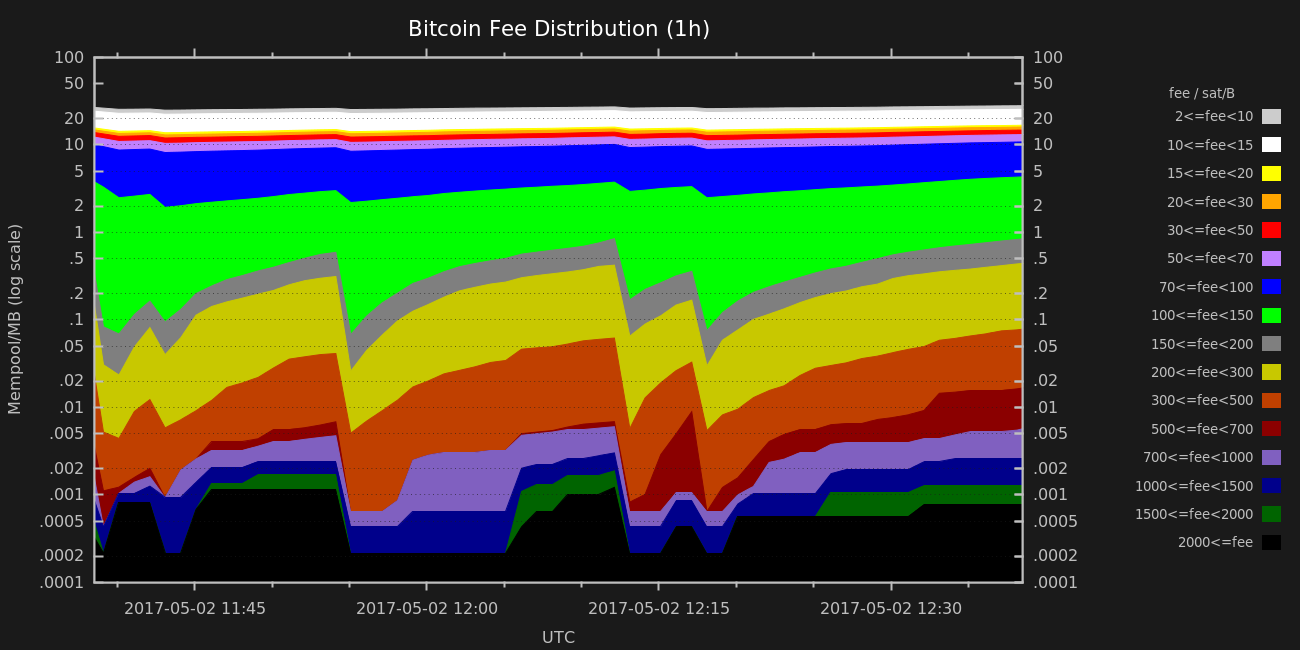 Bitcoin Fee Distribution (1h)
Mempool/MB (log scale)
100
50
20
10
5
2
1
.5
.2
.1
.05
.02
.01
.005
.002
.001
.0005
.0002
.0001
100
50
20
10
5
2
1
.5
.2
.1
.05
.02
.01
.005
.002
.001
.0005
.0002
.0001
fee / sat/B
2<=fee<10
10<=fee<15
15<=fee<20
20<=fee<30
30<=fee<50
50<=fee<70
70<=fee<100
100<=fee<150
150<=fee<200
200<=fee<300
300<=fee<500
500<=fee<700
700<=fee<1000
1000<=fee<1500
1500<=fee<2000
2000<=fee
2017-05-02 11:45 2017-05-02 12:00 2017-05-02 12:15 2017-05-02 12:30
UTC